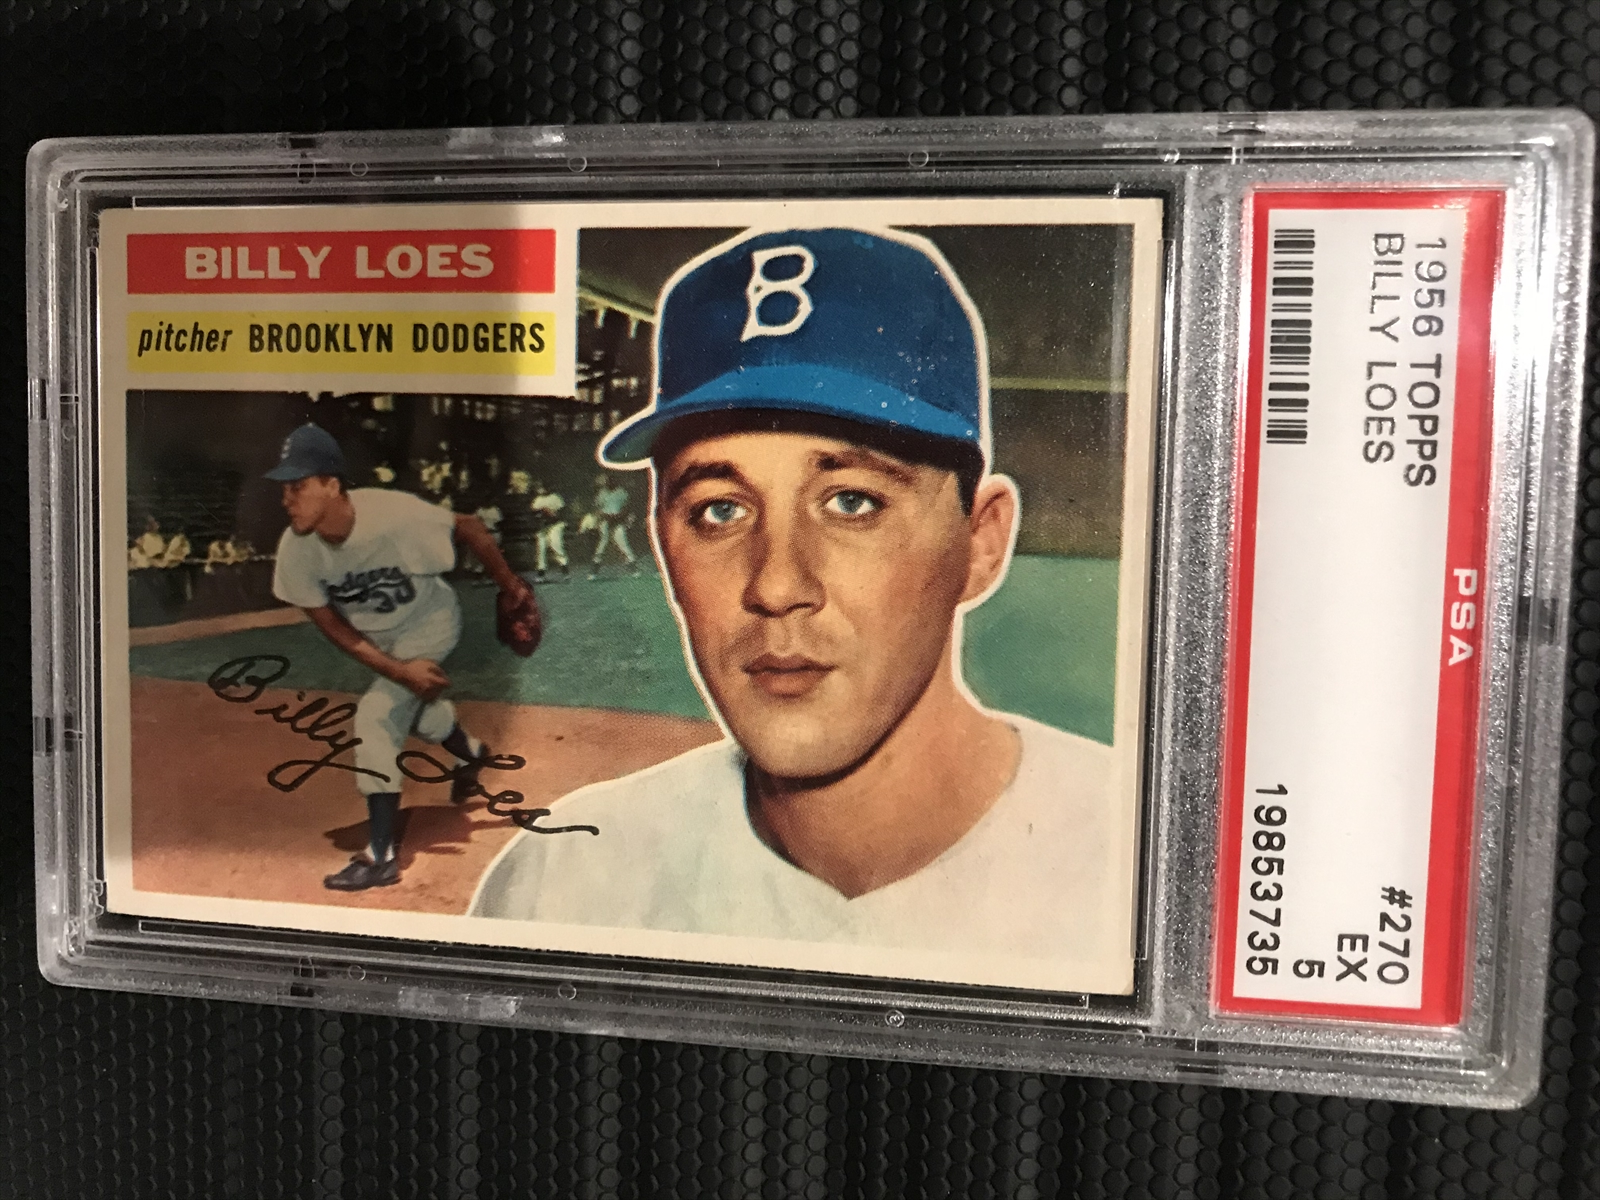 BILLY LOES
pitcher BROOKLYN DODGERS
B
Dodgers
30
Billy Loes
PSA
1956 TOPPS #270
BILLY LOES EX
5
19853735